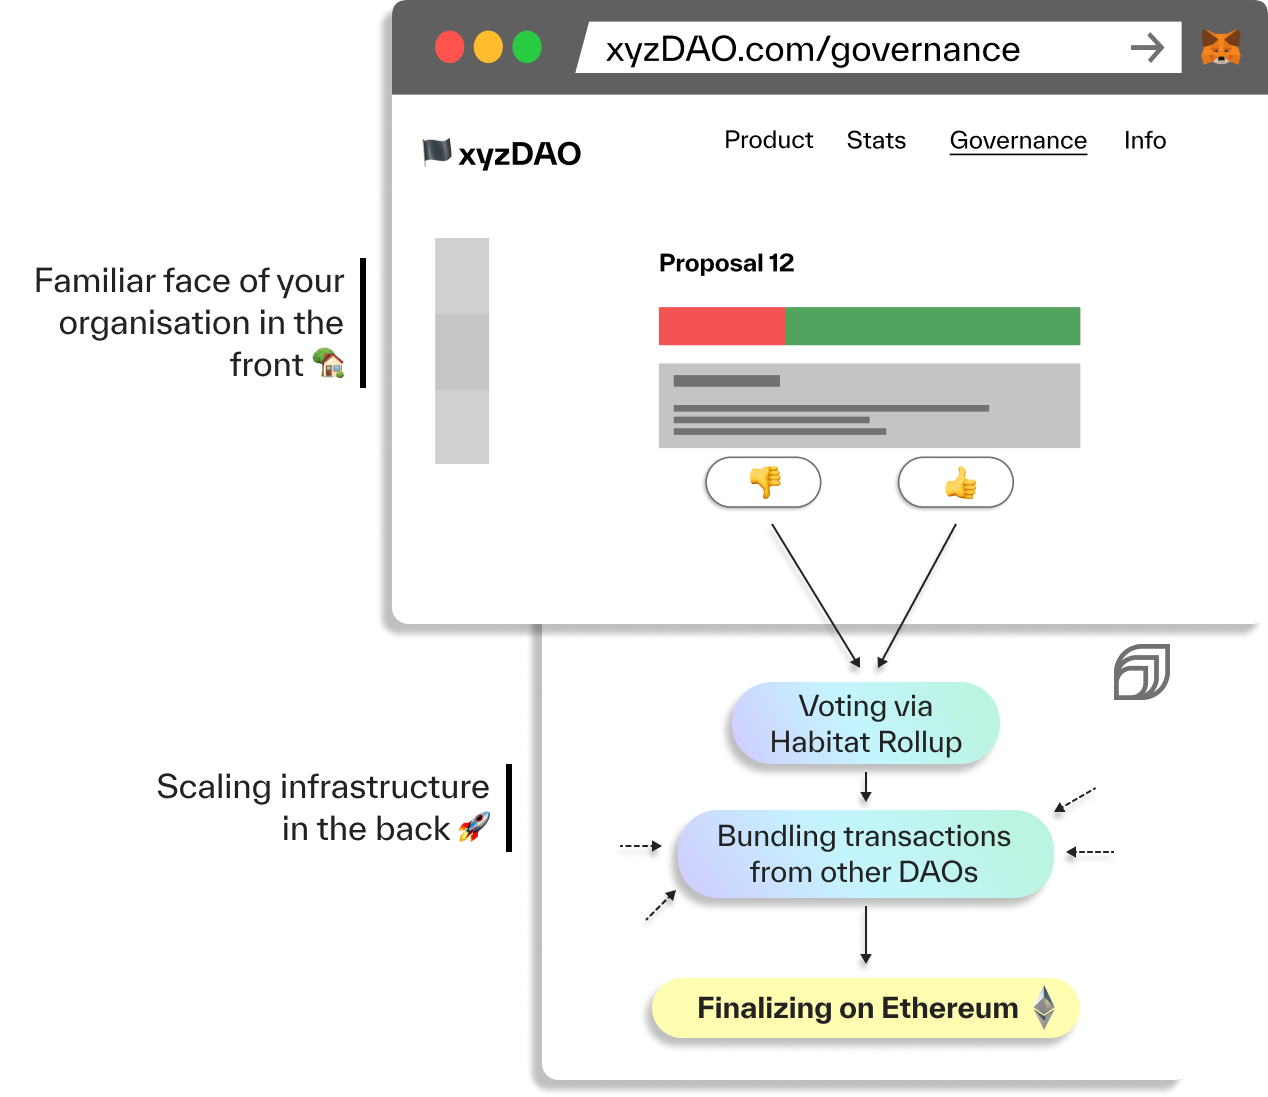 xyzDAO.com/governance
xyzDAO
Product Stats Governance Info
Familiar face of your
organisation in the
front
Proposal 12
Voting via
Habitat Rollup
Scaling infrastructure
in the back
Bundling transactions
from other DAOs
Finalizing on Ethereum